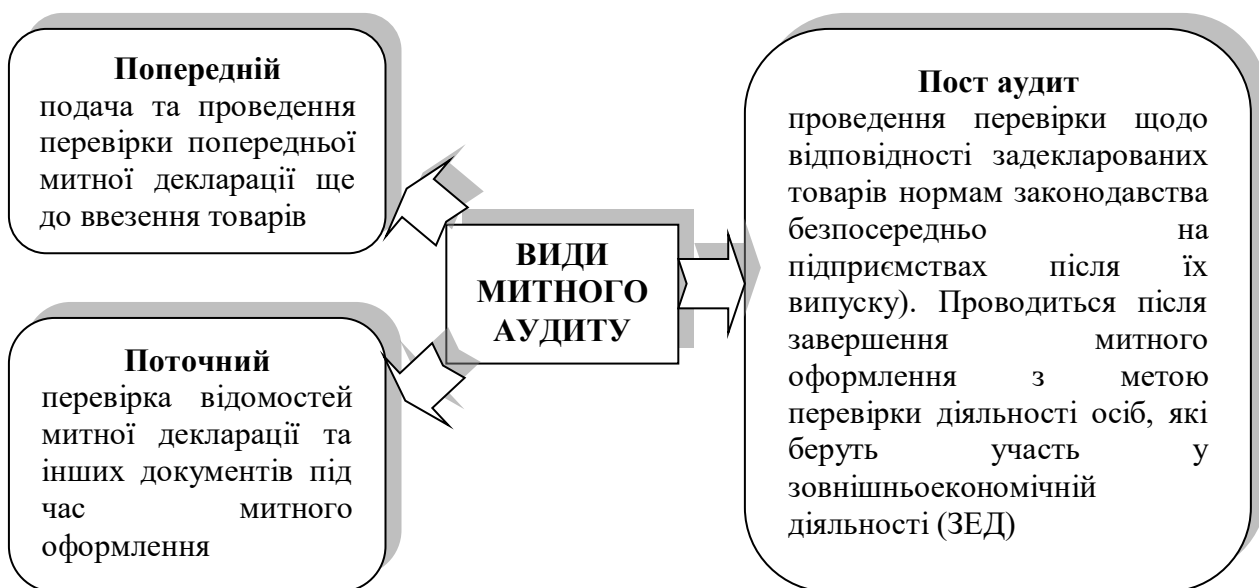 Попередній
подача та проведення
перевірки попередньої
митної декларації ще
до ввезення товарів
Поточний
перевірка відомостей
митної декларації та
інших документів під
час митного
оформлення
ВИДИ
МИТНОГО
АУДИТУ
Пост аудит
проведення перевірки щодо
відповідності задекларованих
товарів нормам законодавства
безпосередньо на
підприємствах після їх
випуску). Проводиться після
завершення митного
оформлення з метою
перевірки діяльності осіб, які
беруть участь у
зовнішньоекономічній
діяльності (ЗЕД)